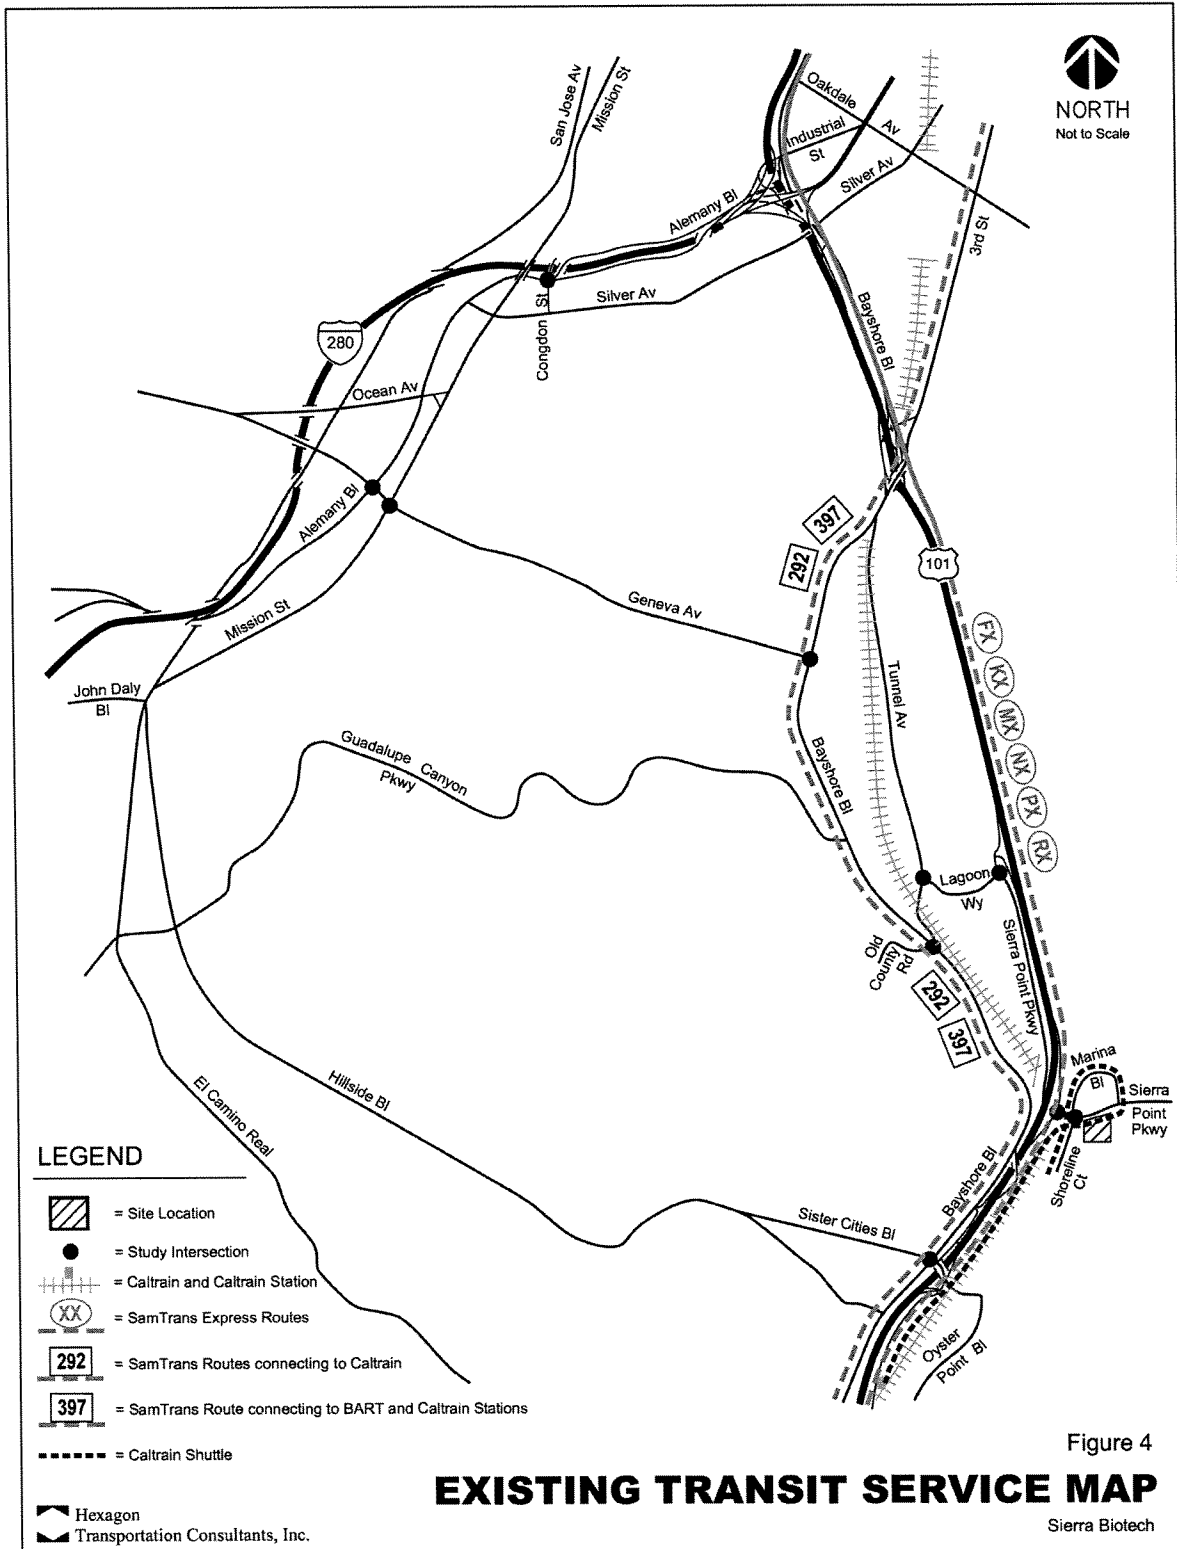 San Jose Av
Mission St
Oakdale
Av
Industrial
St
Silver Av
NORTH
Not to Scale
Alemany Bl
3rd St
Silver Av
Congdon St
Bayshore Bl
280
Ocean Av
Alemany Bl
397
292
101
Geneva Av
Mission St
FX
KX
MX
NX
PX
RX
Tunnel Av
John Daly
Bl
Guadalupe Canyon
Pkwy
Bayshore Bl
Lagoon
Wy
Old
County
Rd
Sierra Point Pkwy
292
397
Marina
Bl
Sierra
Point
Pkwy
Hillside Bl
El Camino Real
Shoreline
Ct
Bayshore Bl
Sister Cities Bl
Oyster
Point Bl
LEGEND
= Site Location
= Study Intersection
= Caltrain and Caltrain Station
XX
= SamTrans Express Routes
292
= SamTrans Routes connecting to Caltrain
397
= SamTrans Route connecting to BART and Caltrain Stations
= Caltrain Shuttle
Figure 4
EXISTING TRANSIT SERVICE MAP
Sierra Biotech
Hexagon
Transportation Consultants, Inc.